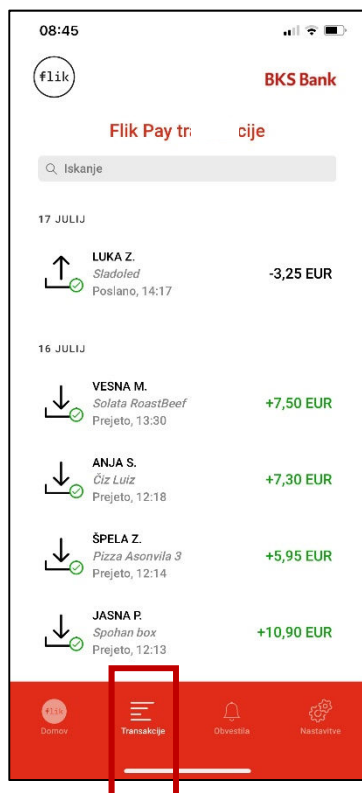 08:45
flik
BKS Bank
Flik Pay tr cije
Iskanje
17 JULIJ
LUKA Z.
Sladoled
-3,25 EUR
Poslano, 14:17
16 JULIJ
VESNA M.
Solata RoastBeef
+7,50 EUR
Prejeto, 13:30
ANJA S.
Čiz Luiz
+7,30 EUR
Prejeto, 12:18
ŠPELA Z.
Pizza Asonvila 3
+5,95 EUR
Prejeto, 12:14
JASNA P.
Spohan box
+10,90 EUR
Prejeto, 12:13
flik
Domov Transakcije Obvestila Nastavitve